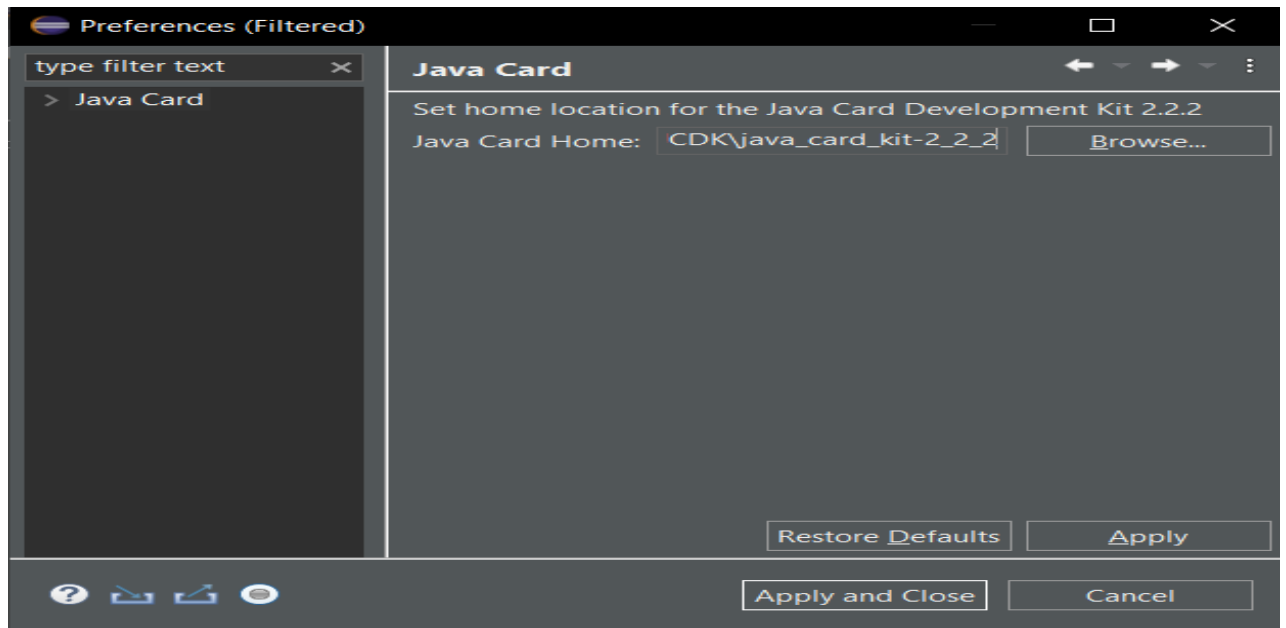 Preferences (Filtered)
type filter text
Java Card
Java Card
Set home location for the Java Card Development Kit 2.2.2
Java Card Home: CDK\java_card_kit-2_2_2 Browse...
Restore Defaults Apply
Apply and Close Cancel